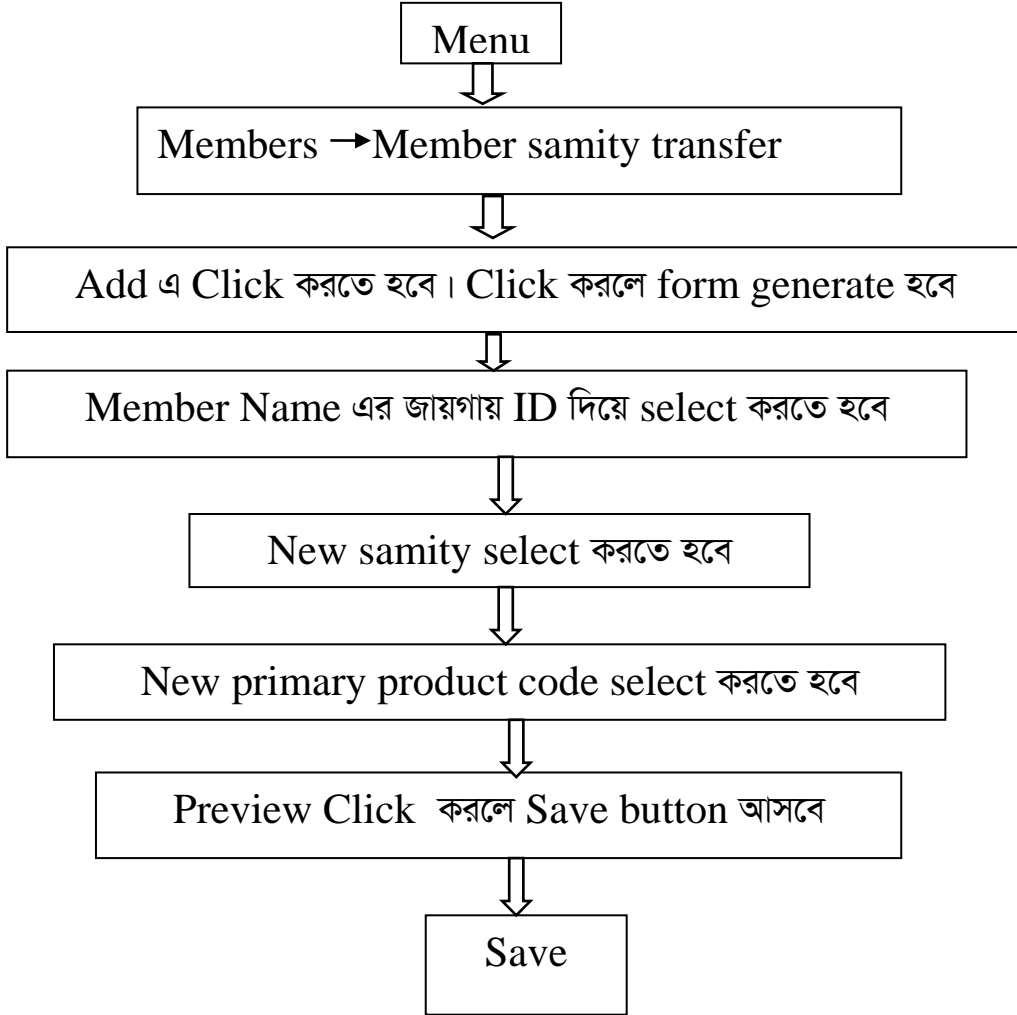 Menu
Members →Member samity transfer
Add এ Click করতে হবে। Click করলে form generate হবে
Member Name এর জায়গায় ID দিয়ে select করতে হবে
New samity select করতে হবে
New primary product code select করতে হবে
Preview Click করলে Save button আসবে
Save